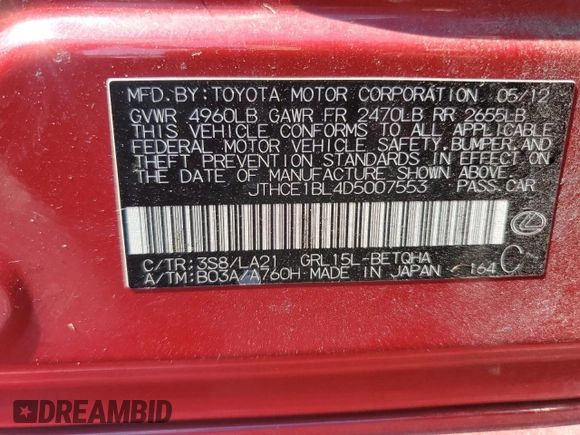 MFD. BY: TOYOTA MOTOR CORPORATION 05/12
GVWR 4960LB GAWR FR 2470LB RR 2655LB
THIS VEHICLE CONFORMS TO ALL APPLICABLE
FEDERAL MOTOR VEHICLE SAFETY, BUMPER, AND
THEFT PREVENTION STANDARDS IN EFFECT ON
THE DATE OF MANUFACTURE SHOWN ABOVE.
JTHCE1BL4D5007553 PASS. CAR
C/TR: 3S8/LA21 GRL15L-BETQHA
A/TM: B03A/A760H MADE IN JAPAN 164 C
DREAMBID